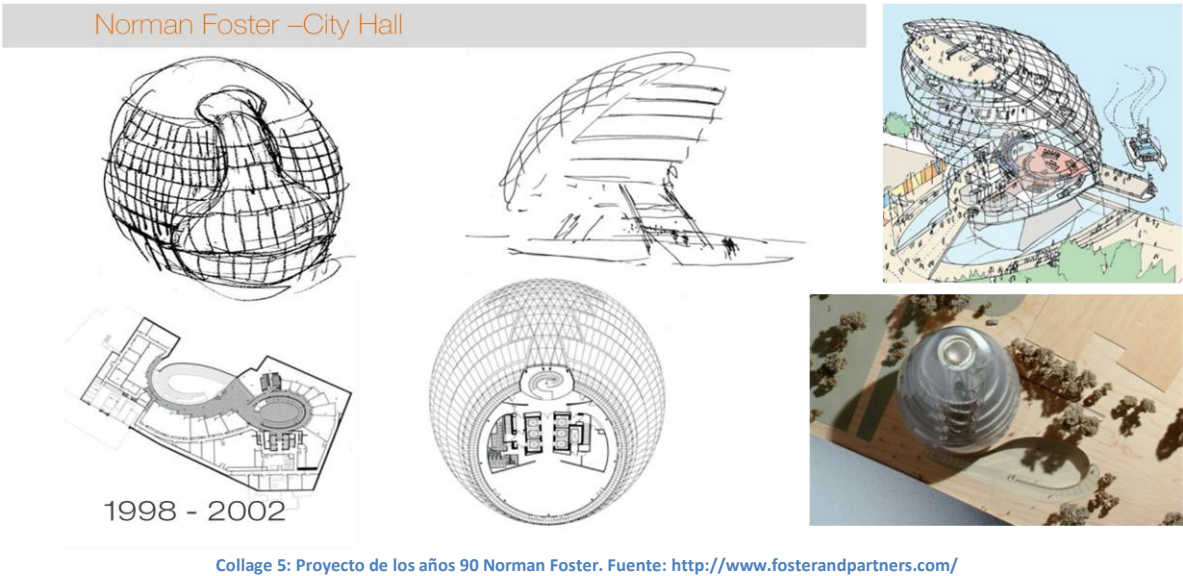 Norman Foster –City Hall
1998 - 2002
Collage 5: Proyecto de los años 90 Norman Foster. Fuente: http://www.fosterandpartners.com/